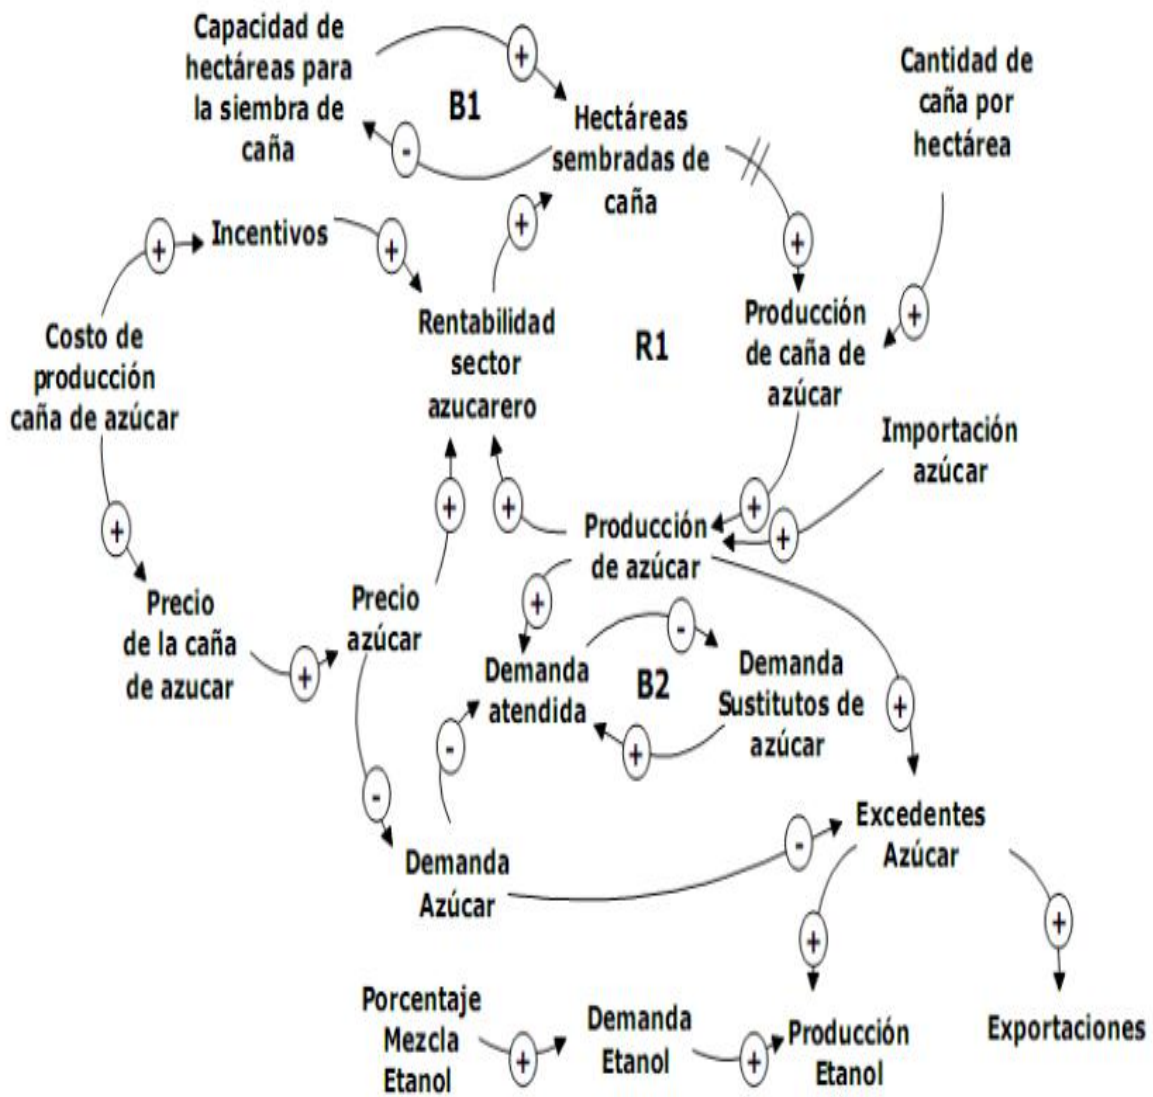 Capacidad de
hectáreas para
la siembra de
caña
+
B1
-
Hectáreas
sembradas de
caña
Cantidad de
caña por
hectárea
+
Incentivos
+
+
+
+
Costo de
producción
caña de azúcar
Rentabilidad
sector
azucarero
R1
Producción
de caña de
azúcar
Importación
azúcar
+
+
+
+
+
Producción
de azúcar
Precio
de la caña
de azucar
+
Precio
azúcar
+
-
Demanda
atendida
B2
Demanda
Sustitutos de
azúcar
+
-
+
-
Demanda
Azúcar
-
Excedentes
Azúcar
+
+
Porcentaje
Mezcla
Etanol
+
Demanda
Etanol
+
Producción
Etanol
Exportaciones